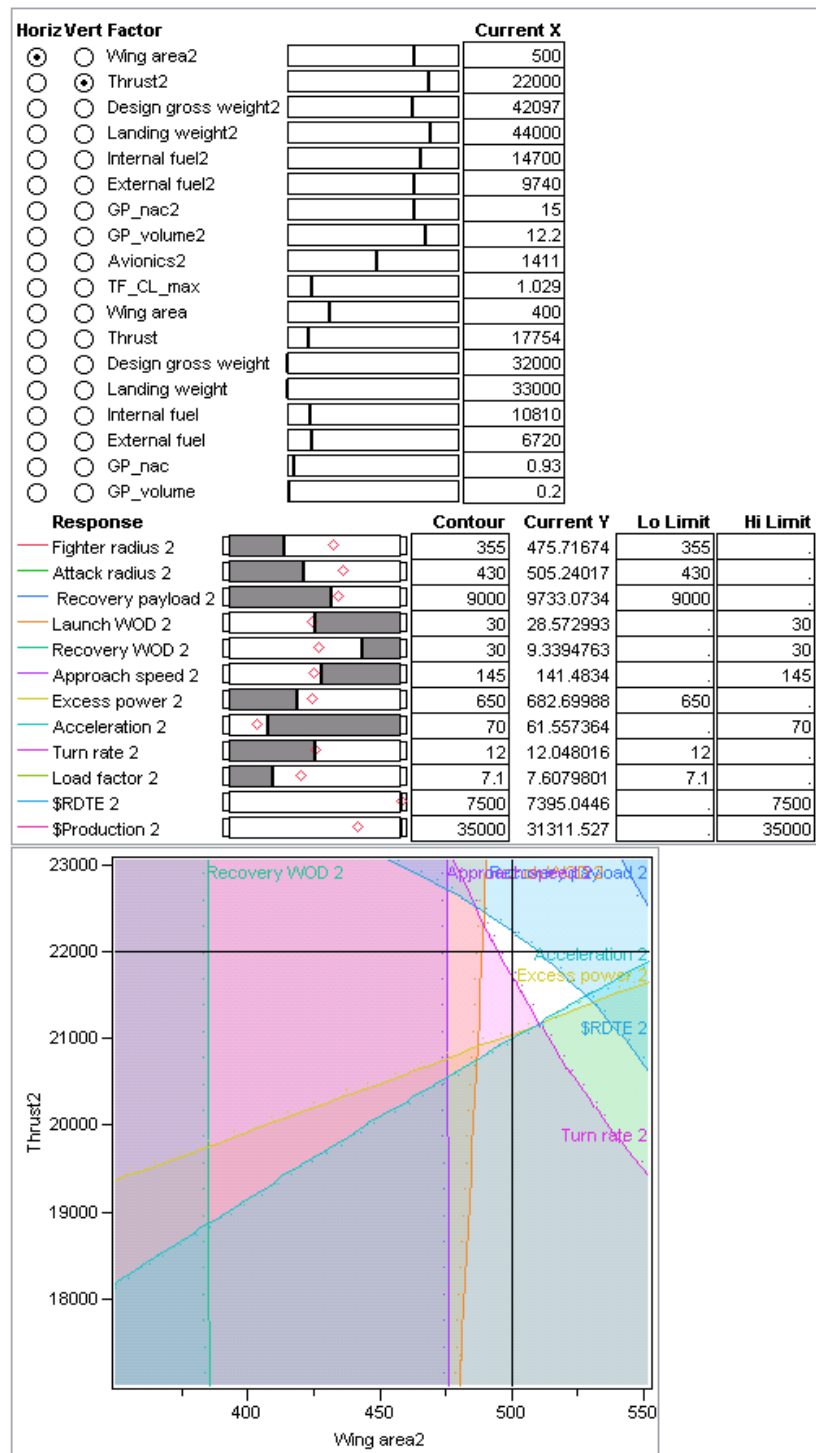 Horiz Vert Factor Current X
Wing area2 500
Thrust2 22000
Design gross weight2 42097
Landing weight2 44000
Internal fuel2 14700
External fuel2 9740
GP_nac2 15
GP_volume2 12.2
Avionics2 1411
TF_CL_max 1.029
Wing area 400
Thrust 17754
Design gross weight 32000
Landing weight 33000
Internal fuel 10810
External fuel 6720
GP_nac 0.93
GP_volume 0.2
Response Contour Current Y Lo Limit Hi Limit
Fighter radius 2 355 475.71674 355 .
Attack radius 2 430 505.24017 430 .
Recovery payload 2 9000 9733.0734 9000 .
Launch WOD 2 30 28.572993 . 30
Recovery WOD 2 30 9.3394763 . 30
Approach speed 2 145 141.4834 . 145
Excess power 2 650 682.69988 650 .
Acceleration 2 70 61.557364 . 70
Turn rate 2 12 12.048016 12 .
Load factor 2 7.1 7.6079801 7.1 .
$RDTE 2 7500 7395.0446 . 7500
$Production 2 35000 31311.527 . 35000
23000
Recovery WOD 2
22000
Acceleration 2
Excess power 2
21000
$RDTE 2
20000
Turn rate 2
19000
18000
Thrust2
400 450 500 550
Wing area2